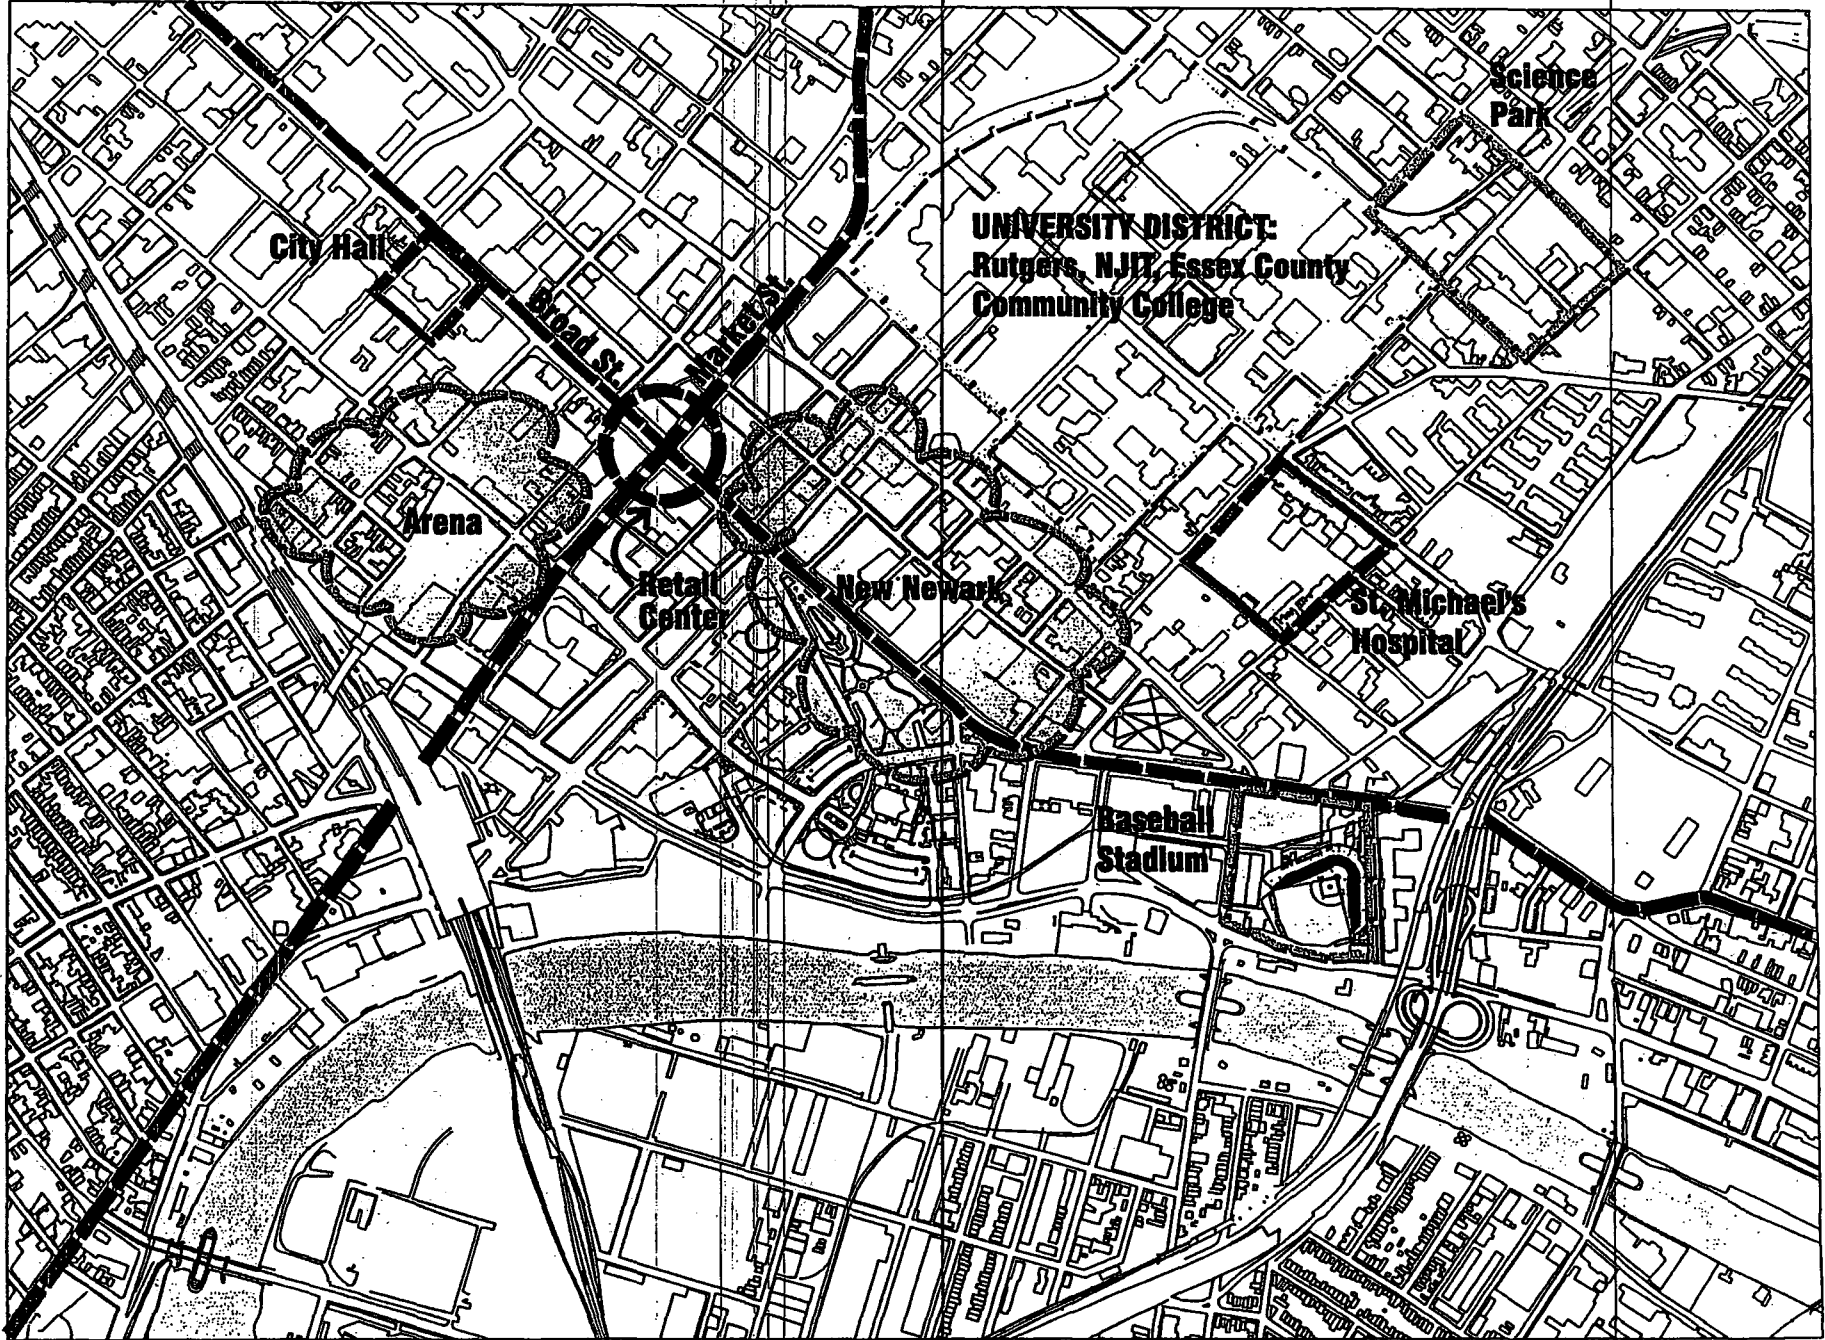 Science
Park
UNIVERSITY DISTRICT:
Rutgers, NJIT, Essex County
Community College
City Hall
Broad St.
Market St.
Arena
Retail
Center
New Newark
St. Michael's
Hospital
Baseball
Stadium